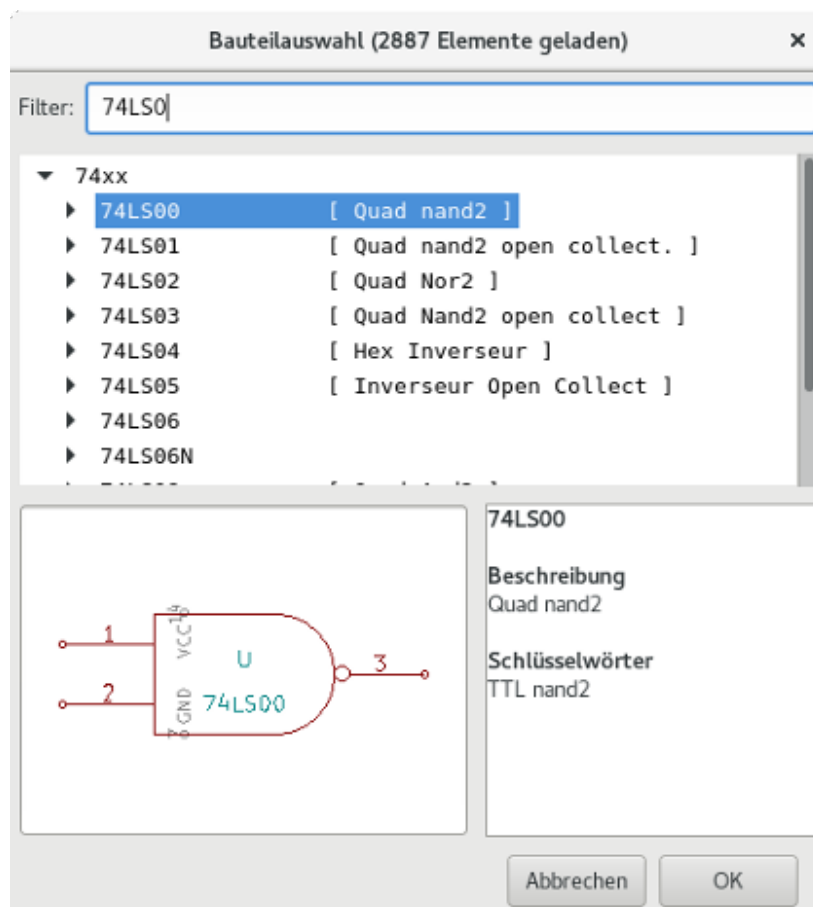 Bauteilauswahl (2887 Elemente geladen) ×
Filter: 74LS0
74xx
74LS00 [ Quad nand2 ]
74LS01 [ Quad nand2 open collect. ]
74LS02 [ Quad Nor2 ]
74LS03 [ Quad Nand2 open collect ]
74LS04 [ Hex Inverseur ]
74LS05 [ Inverseur Open Collect ]
74LS06
74LS06N
14
VCC
1
2
3
U
74LS00
GND
7
74LS00
Beschreibung
Quad nand2
Schlüsselwörter
TTL nand2
Abbrechen OK